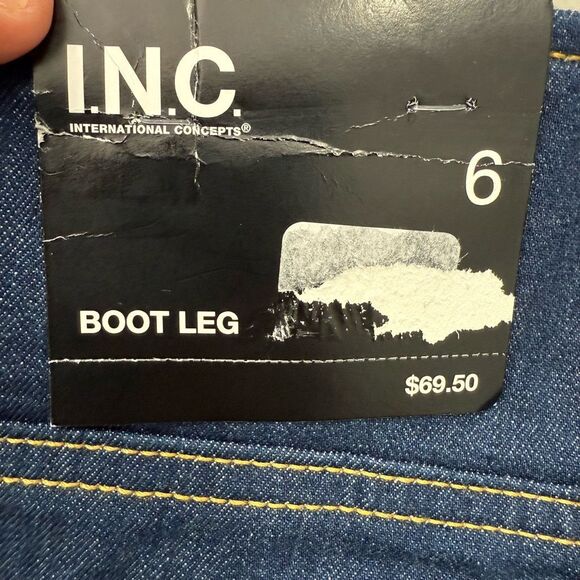 I.N.C.
INTERNATIONAL CONCEPTS®
6
BOOT LEG
$69.50